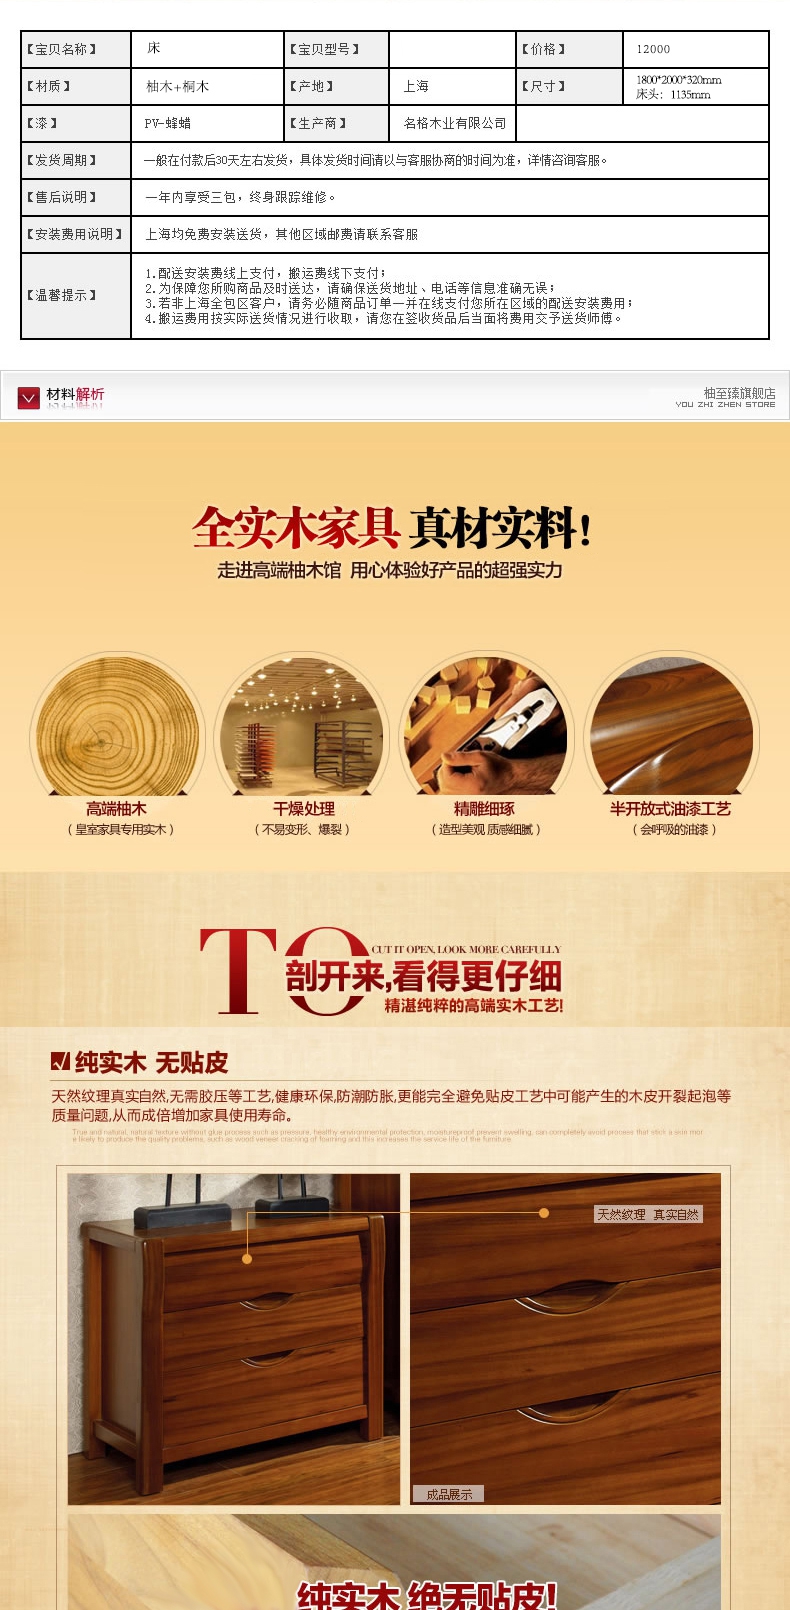 【宝贝名称】 床 【宝贝型号】 【价格】 12000
【材质】 柚木+桐木 【产地】 上海 【尺寸】 1800*2000*320mm
床头：1135mm
【漆】 PV-蜂蜡 【生产商】 名格木业有限公司
【发货周期】 一般在付款后30天左右发货，具体发货时间请以与客服协商的时间为准，详情咨询客服。
【售后说明】 一年内享受三包，终身跟踪维修。
【安装费用说明】 上海均免费安装送货，其他区域邮费请联系客服
【温馨提示】
1.配送安装费线上支付，搬运费线下支付；
2.为保障您所购商品及时送达，请确保送货地址、电话等信息准确无误；
3.若非上海全包区客户，请务必随商品订单一并在线支付您所在区域的配送安装费用；
4.搬运费用按实际送货情况进行收取，请您在签收货品后当面将费用交予送货师傅。
材料解析
柚至臻旗舰店
YOU ZHI ZHEN STORE
全实木家具 真材实料!
走进高端柚木馆 用心体验好产品的超强实力
高端柚木 干燥处理 精雕细琢 半开放式油漆工艺
（皇室家具专用实木） （不易变形、爆裂） （造型美观 质感细腻） （会呼吸的油漆）
TO
CUT IT OPEN, LOOK MORE CAREFULLY
剖开来,看得更仔细
精湛纯粹的高端实木工艺!
纯实木 无贴皮
天然纹理真实自然,无需胶压等工艺,健康环保,防潮防胀,更能完全避免贴皮工艺中可能产生的木皮开裂起泡等
质量问题,从而成倍增加家具使用寿命。
True and natural, natural texture without glue process such as pressure, healthy environmental protection, moistureproof prevent swelling, can completely avoid process that stick a skin mor
e likely to produce the quality problems, such as wood veneer cracking of foaming and this increases the service life of the furniture
天然纹理 真实自然
成品展示
纯实木 绝无贴皮!